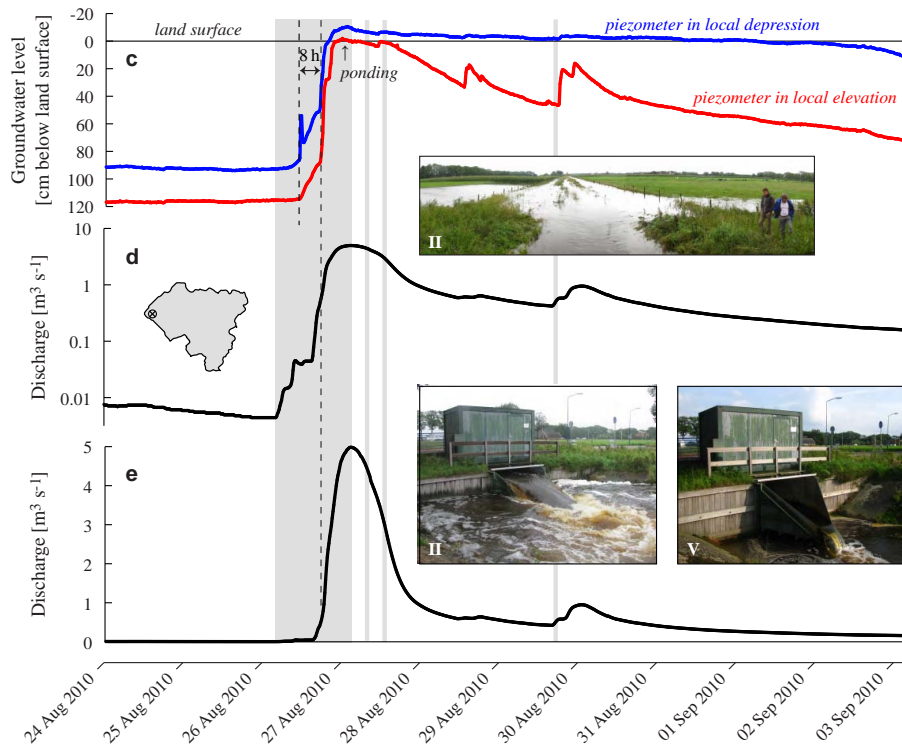 -20
land surface
piezometer in local depression
0
c
8 h
20
ponding
40
piezometer in local elevation
60
80
100
120
Groundwater level
[cm below land surface]
II
10
d
1
0.1
0.01
Discharge [m³ s⁻¹]
5
e
4
3
2
1
0
Discharge [m³ s⁻¹]
II
V
24 Aug 2010
25 Aug 2010
26 Aug 2010
27 Aug 2010
28 Aug 2010
29 Aug 2010
30 Aug 2010
31 Aug 2010
01 Sep 2010
02 Sep 2010
03 Sep 2010